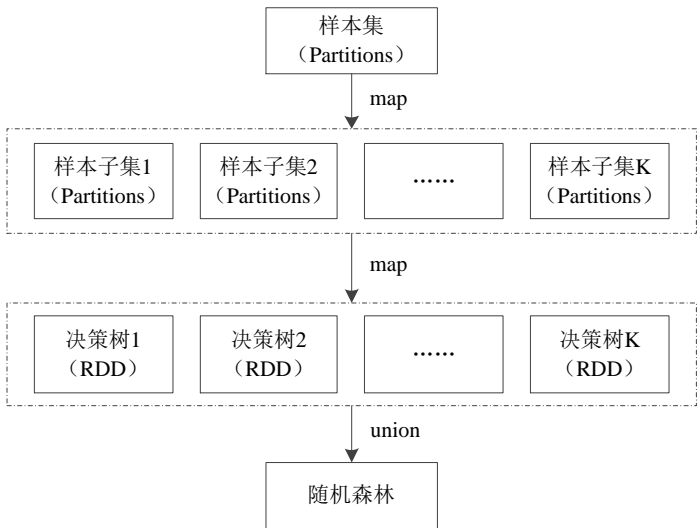 样本集
（Partitions）
map
样本子集1
（Partitions）
样本子集2
（Partitions）
……
样本子集K
（Partitions）
map
决策树1
（RDD）
决策树2
（RDD）
……
决策树K
（RDD）
union
随机森林